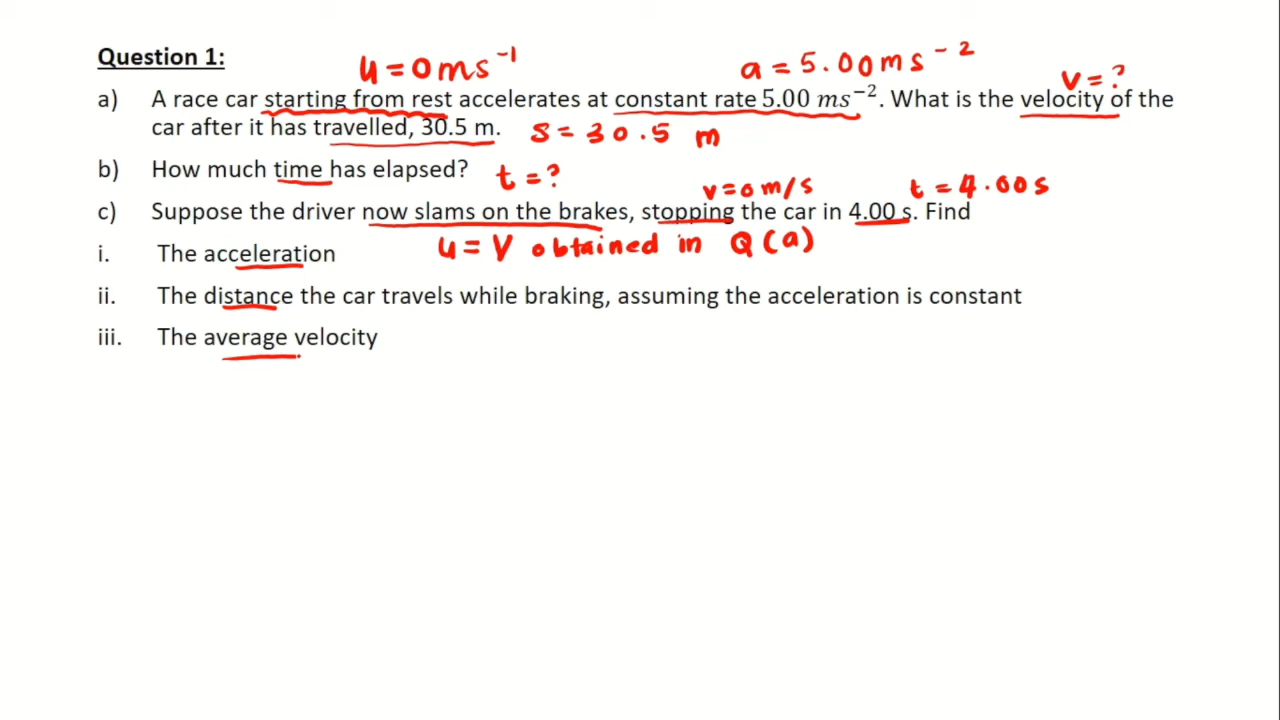 Question 1:
u = 0 ms⁻¹
a = 5.00 ms⁻²
v = ?
a) A race car starting from rest accelerates at constant rate 5.00 ms⁻². What is the velocity of the
car after it has travelled, 30.5 m.
s = 30.5 m
b) How much time has elapsed?
t = ?
v = 0 m/s
t = 4.00 s
c) Suppose the driver now slams on the brakes, stopping the car in 4.00 s. Find
u = V obtained in Q(a)
i. The acceleration
ii. The distance the car travels while braking, assuming the acceleration is constant
iii. The average velocity